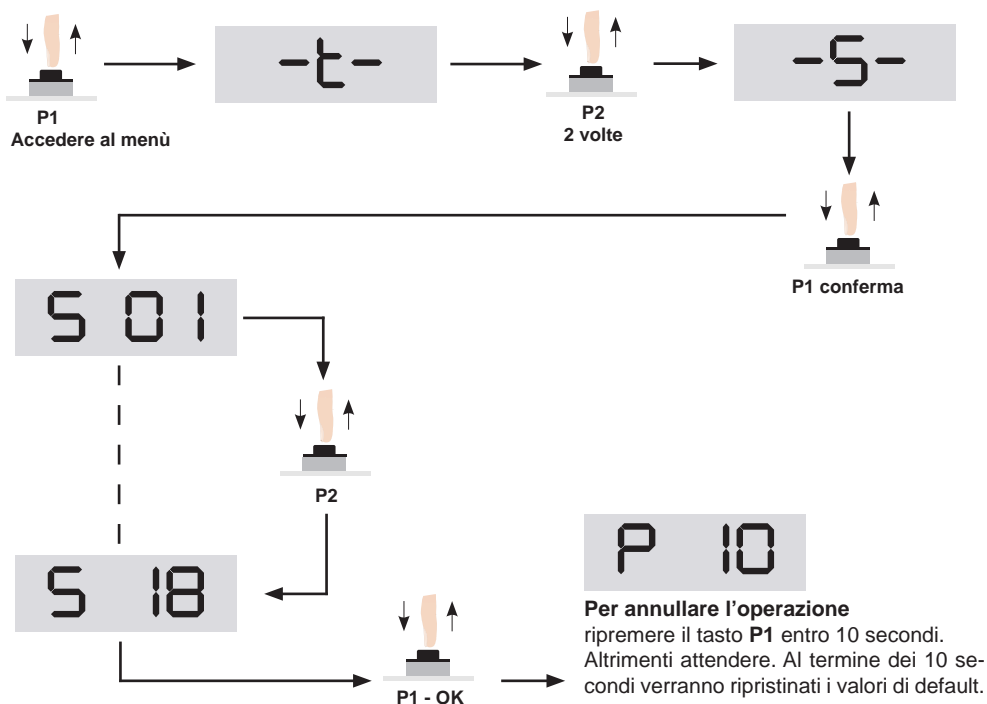 P1
Accedere al menù
-t-
P2
2 volte
-S-
P1 conferma
S 01
P2
S 18
P1 - OK
P 10
Per annullare l’operazione
ripremere il tasto P1 entro 10 secondi.
Altrimenti attendere. Al termine dei 10 se-
condi verranno ripristinati i valori di default.